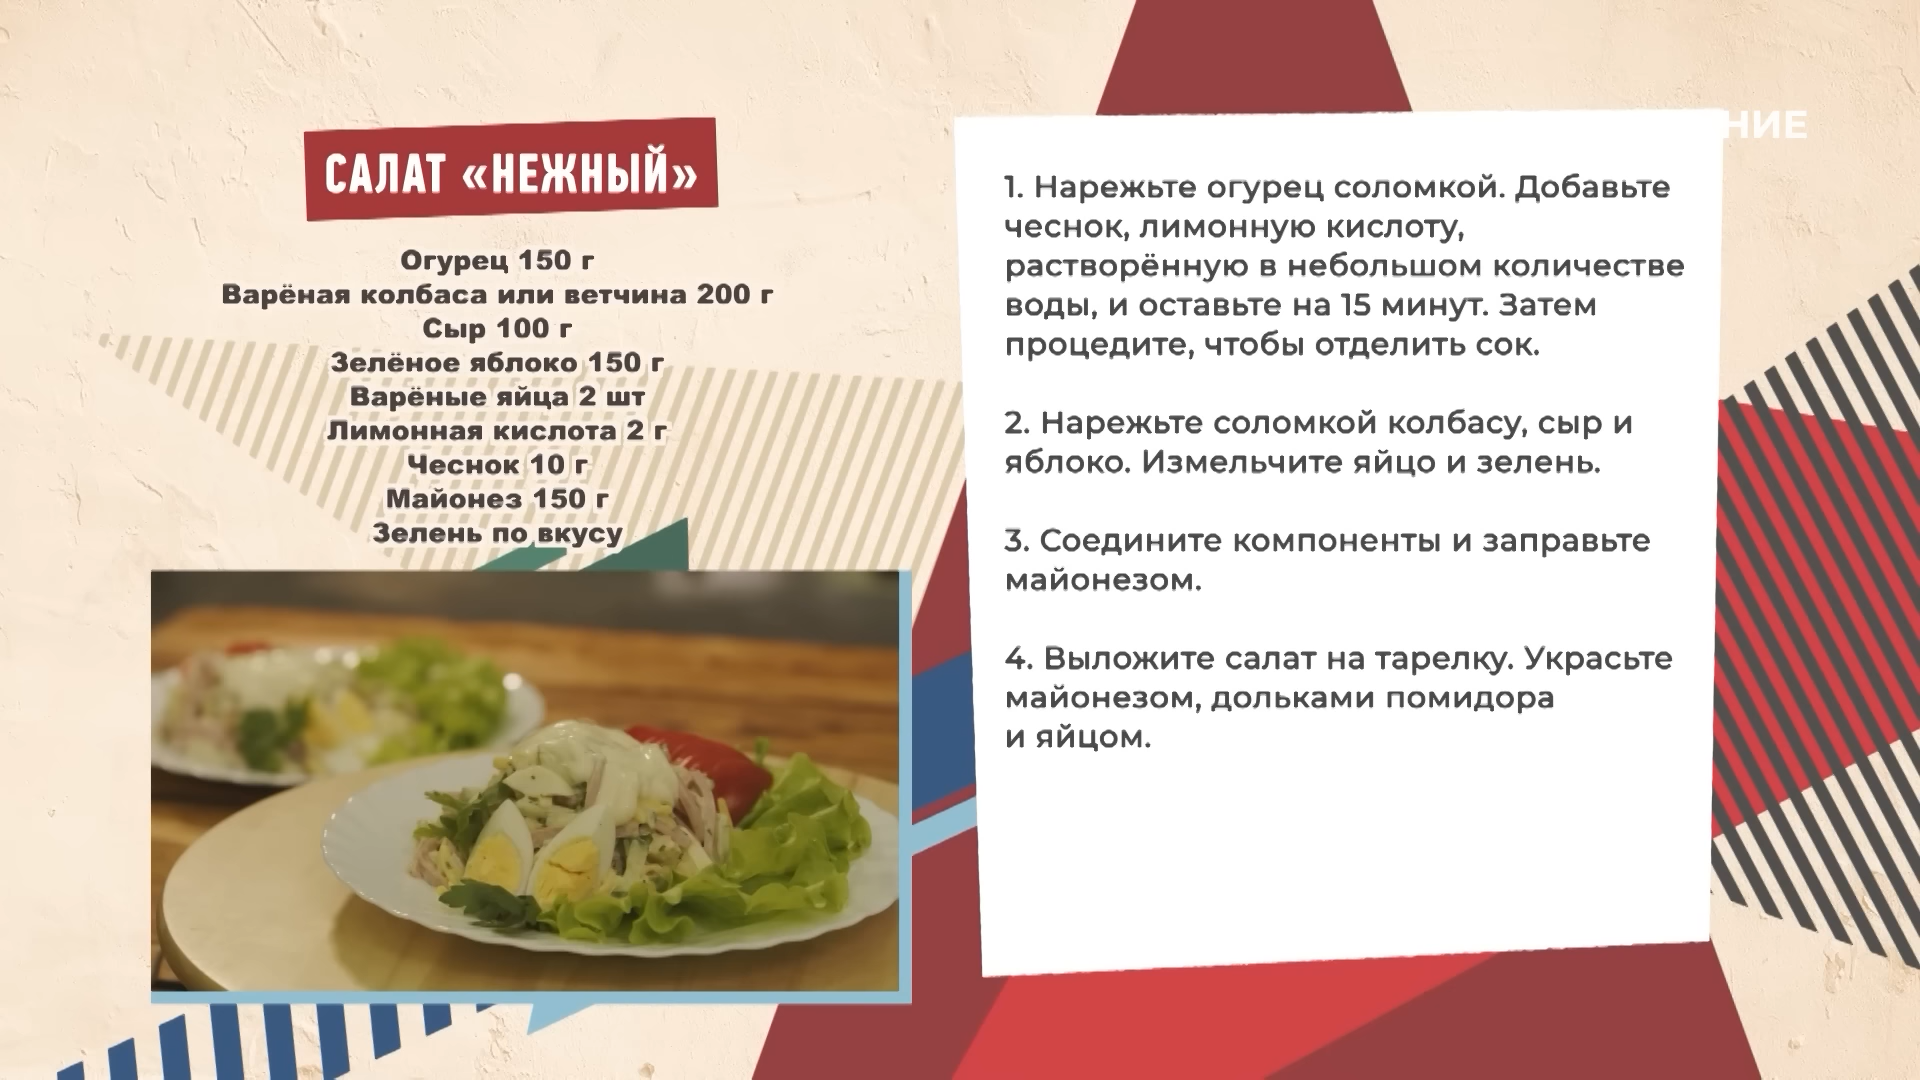 САЛАТ «НЕЖНЫЙ»
Огурец 150 г
Варёная колбаса или ветчина 200 г
Сыр 100 г
Зелёное яблоко 150 г
Варёные яйца 2 шт
Лимонная кислота 2 г
Чеснок 10 г
Майонез 150 г
Зелень по вкусу
1. Нарежьте огурец соломкой. Добавьте
чеснок, лимонную кислоту,
растворённую в небольшом количестве
воды, и оставьте на 15 минут. Затем
процедите, чтобы отделить сок.
2. Нарежьте соломкой колбасу, сыр и
яблоко. Измельчите яйцо и зелень.
3. Соедините компоненты и заправьте
майонезом.
4. Выложите салат на тарелку. Украсьте
майонезом, дольками помидора
и яйцом.